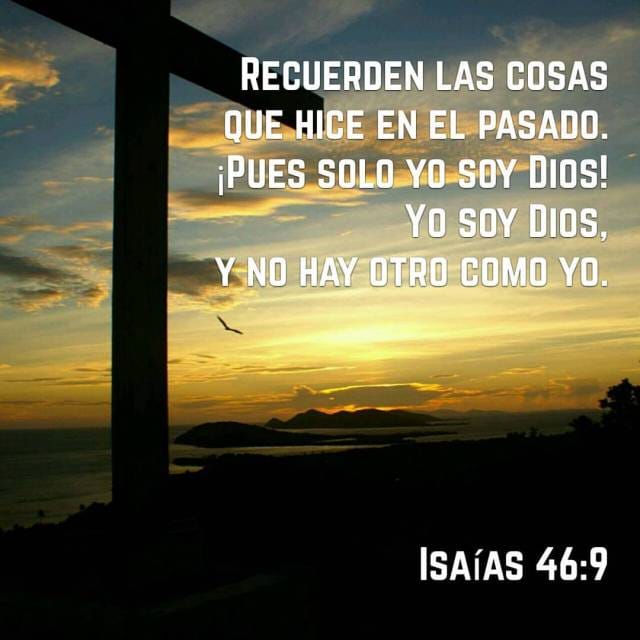 Recuerden las cosas
que hice en el pasado.
¡Pues solo yo soy Dios!
Yo soy Dios,
y no hay otro como yo.
Isaías 46:9